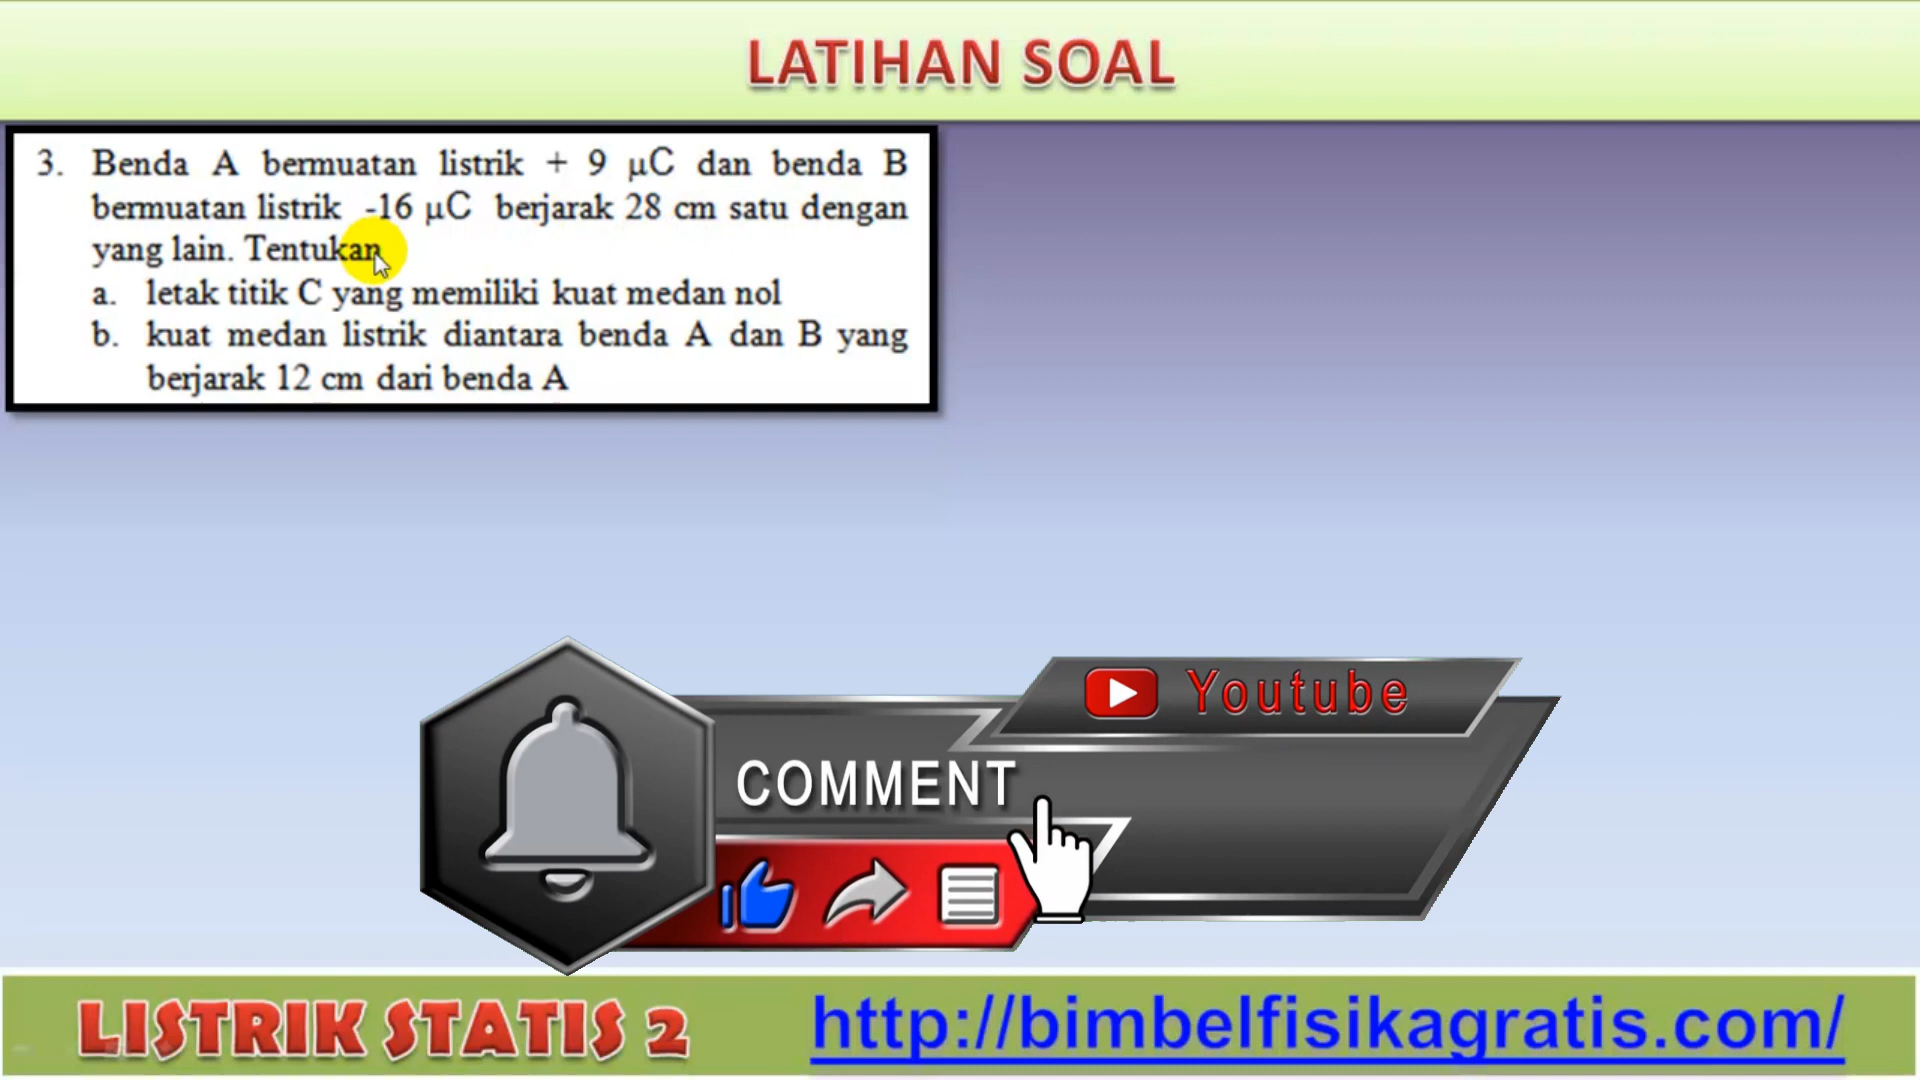 LATIHAN SOAL
3. Benda A bermuatan listrik + 9 μC dan benda B
bermuatan listrik -16 μC berjarak 28 cm satu dengan
yang lain. Tentukan
a. letak titik C yang memiliki kuat medan nol
b. kuat medan listrik diantara benda A dan B yang
berjarak 12 cm dari benda A
Youtube
COMMENT
LISTRIK STATIS 2
http://bimbelfisikagratis.com/